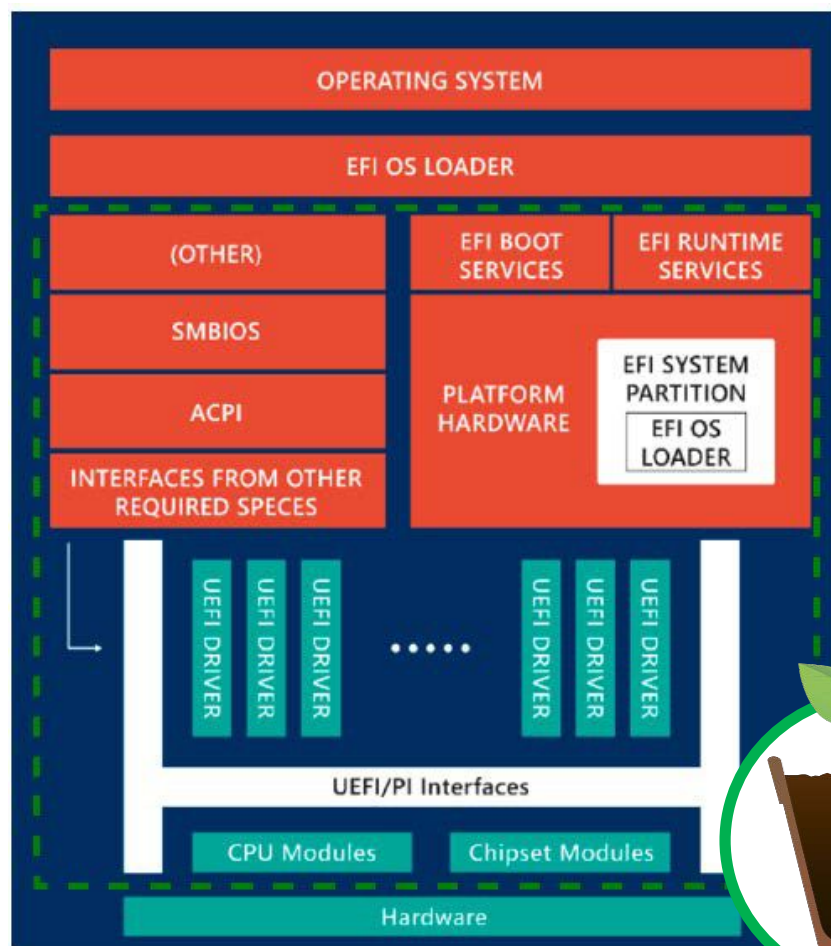 OPERATING SYSTEM
EFI OS LOADER
(OTHER)
SMBIOS
ACPI
INTERFACES FROM OTHER
REQUIRED SPECES
EFI BOOT
SERVICES
EFI RUNTIME
SERVICES
PLATFORM
HARDWARE
EFI SYSTEM
PARTITION
EFI OS
LOADER
UEFI DRIVER
UEFI DRIVER
UEFI DRIVER
UEFI DRIVER
UEFI DRIVER
UEFI DRIVER
UEFI/PI Interfaces
CPU Modules
Chipset Modules
Hardware